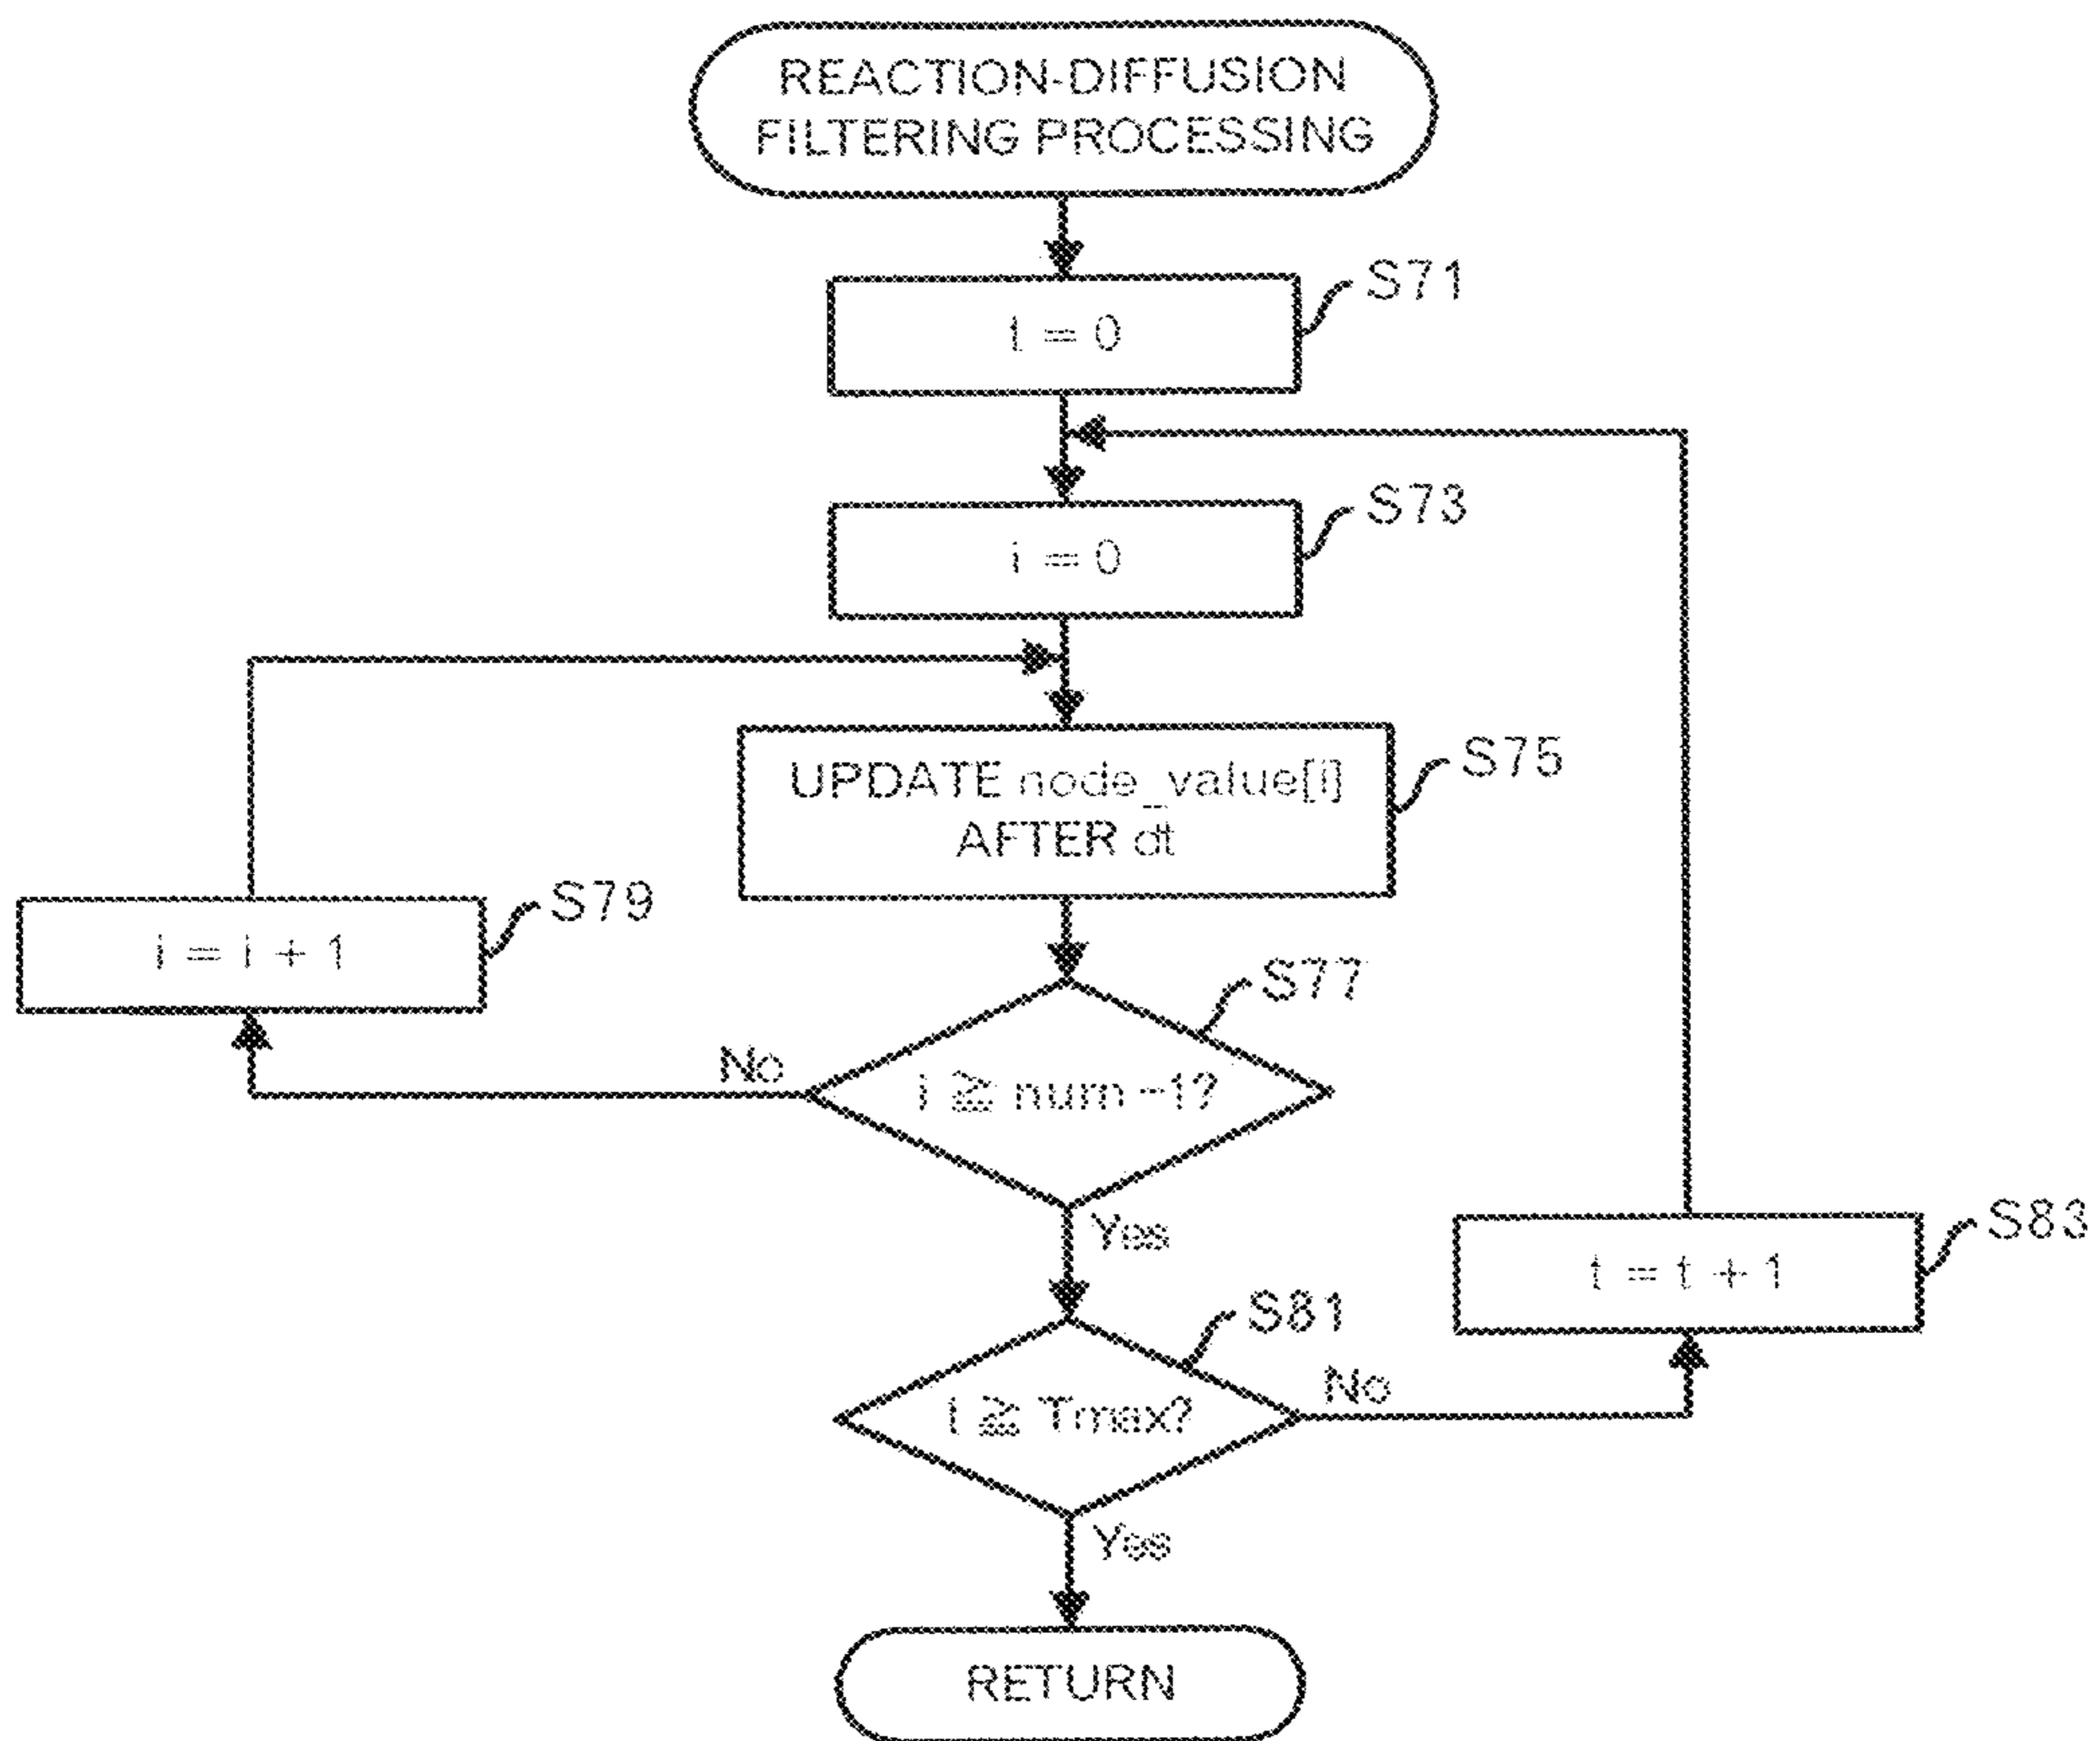 REACTION-DIFFUSION
FILTERING PROCESSING
S71
t = 0
S73
i = 0
S75
UPDATE node_value[i]
AFTER dt
S79
i = i + 1
S77
No
i ≧ num -1?
Yes
S83
t = t + 1
S81
No
t ≧ Tmax?
Yes
RETURN